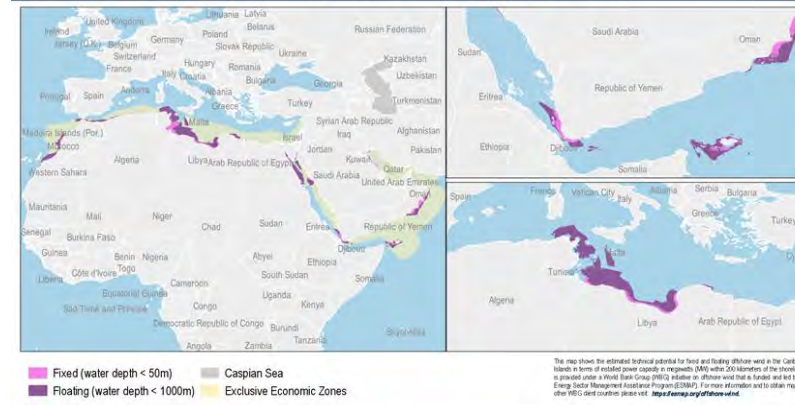 United Kingdom
Ireland
Jersey (U.K.)
Belgium
Germany
Lithuania
Latvia
Belarus
Poland
Russian Federation
Switzerland
Slovak Republic
Ukraine
France
Hungary
Kazakhstan
Italy
Croatia
Romania
Uzbekistan
Andorra
Albania
Bulgaria
Georgia
Turkmenistan
Portugal
Spain
Greece
Turkey
Malta
Syrian Arab Republic
Afghanistan
Madeira Islands (Por.)
Morocco
Israel
Iraq
Jordan
Pakistan
Algeria
Libya
Arab Republic of Egypt
Kuwait
Qatar
Western Sahara
Saudi Arabia
United Arab Emirates
Oman
Mauritania
Mali
Niger
Chad
Sudan
Eritrea
Republic of Yemen
Senegal
Burkina Faso
Djibouti
Guinea
Benin
Nigeria
Abyei
Ethiopia
Togo
Côte d'Ivoire
South Sudan
Somalia
Liberia
Cameroon
Equatorial Guinea
Uganda
São Tomé and Príncipe
Congo
Kenya
Democratic Republic of Congo
Burundi
Seychelles
Tanzania
Angola
Zambia
Saudi Arabia
Oman
Sudan
Eritrea
Republic of Yemen
Ethiopia
Djibouti
Somalia
Spain
France
Vatican City
Italy
Albania
Serbia
Bulgaria
Greece
Turkey
Malta
Tunisia
Algeria
Libya
Arab Republic of Egypt
Fixed (water depth < 50m)
Caspian Sea
Floating (water depth < 1000m)
Exclusive Economic Zones
This map shows the estimated technical potential for fixed and floating offshore wind in the Carib
Islands in terms of installed power capacity in megawatts (MW) within 200 kilometers of the shoreli
is provided under a World Bank Group (WBG) initiative on offshore wind that is funded and led b
Energy Sector Management Assistance Program (ESMAP). For more information and to obtain map
other WBG client countries please visit: https://esmap.org/offshore-wind.